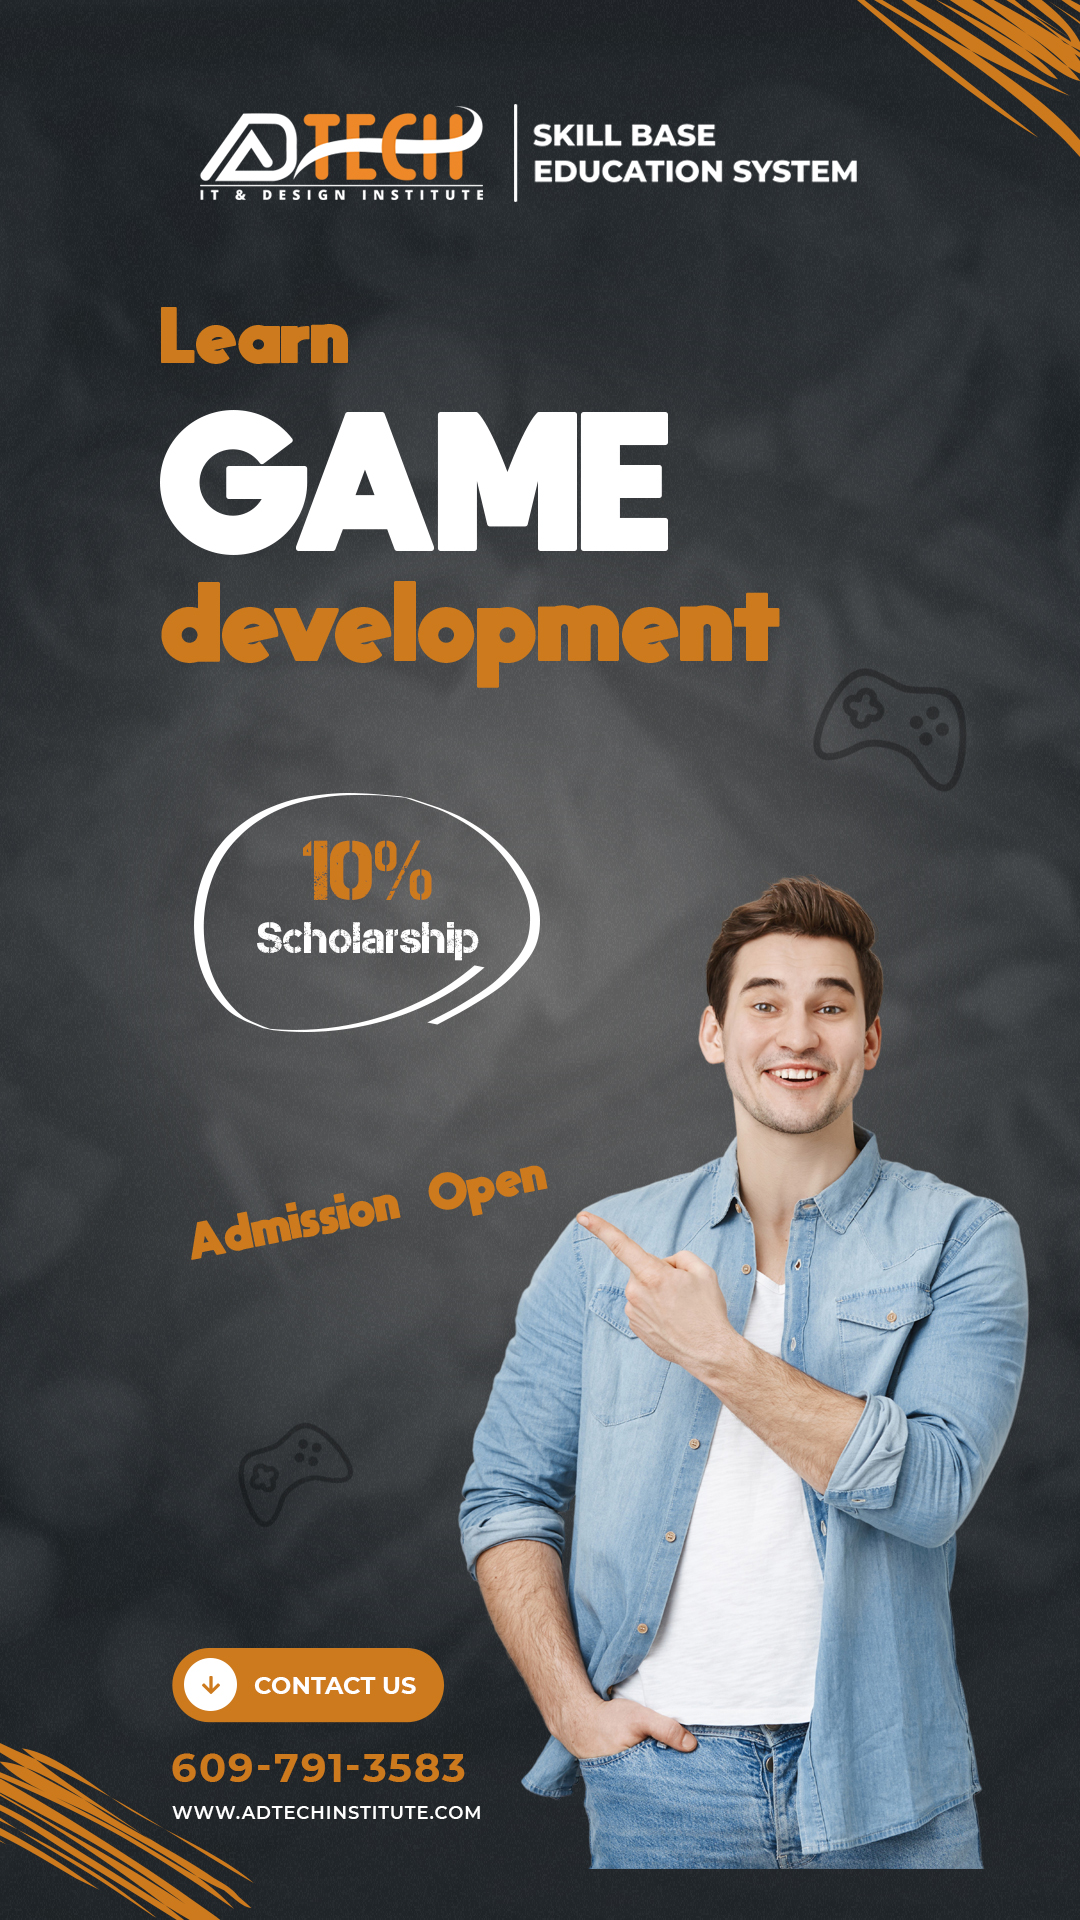 ADTECH
IT & DESIGN INSTITUTE
SKILL BASE
EDUCATION SYSTEM
Learn
GAME
development
10%
Scholarship
Admission Open
CONTACT US
609-791-3583
WWW.ADTECHINSTITUTE.COM